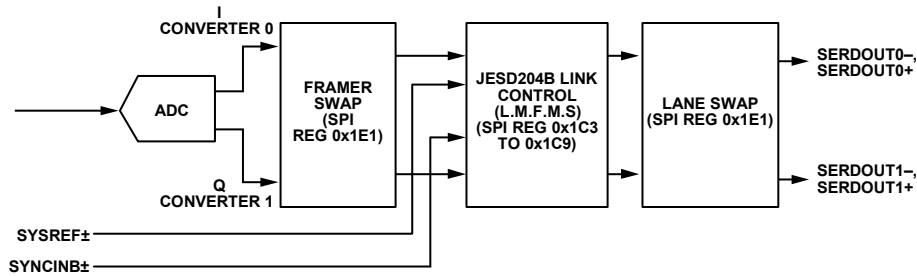 I
CONVERTER 0
ADC
Q
CONVERTER 1
FRAMER
SWAP
(SPI
REG 0x1E1)
JESD204B LINK
CONTROL
(L.M.F.M.S)
(SPI REG 0x1C3
TO 0x1C9)
LANE SWAP
(SPI REG 0x1E1)
SERDOUT0–,
SERDOUT0+
SERDOUT1–,
SERDOUT1+
SYSREF±
SYNCINB±